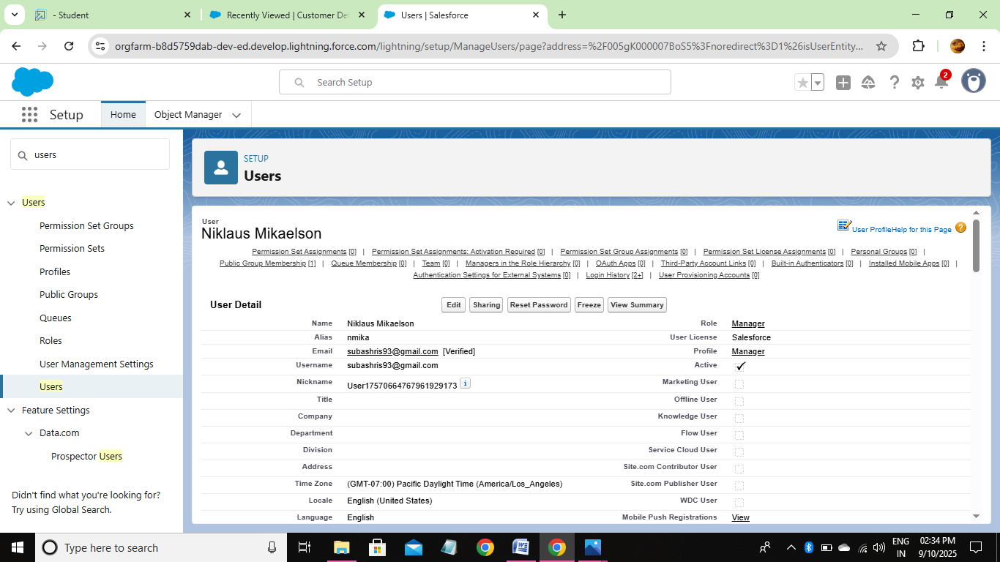 - Student
Recently Viewed | Customer De
Users | Salesforce
orgfarm-b8d5759dab-dev-ed.develop.lightning.force.com/lightning/setup/ManageUsers/page?address=%2F005gK000007BoS5%3Fnoredirect%3D1%26isUserEntity...
Search Setup
2
Setup
Home
Object Manager
users
Users
Permission Set Groups
Permission Sets
Profiles
Public Groups
Queues
Roles
User Management Settings
Users
Feature Settings
Data.com
Prospector Users
Didn't find what you're looking for?
Try using Global Search.
SETUP
Users
User
Niklaus Mikaelson
User Profile Help for this Page ?
Permission Set Assignments [0] | Permission Set Assignments: Activation Required [0] | Permission Set Group Assignments [0] | Permission Set License Assignments [0] | Personal Groups [0] |
Public Group Membership [1] | Queue Membership [0] | Team [0] | Managers in the Role Hierarchy [0] | OAuth Apps [0] | Third-Party Account Links [0] | Built-in Authenticators [0] | Installed Mobile Apps [0] |
Authentication Settings for External Systems [0] | Login History [2+] | User Provisioning Accounts [0]
User Detail
Edit Sharing Reset Password Freeze View Summary
Name Niklaus Mikaelson Role Manager
Alias nmika User License Salesforce
Email subashris93@gmail.com [Verified] Profile Manager
Username subashris93@gmail.com Active ✓
Nickname User17570664767961929173 i Marketing User
Title Offline User
Company Knowledge User
Department Flow User
Division Service Cloud User
Address Site.com Contributor User
Time Zone (GMT-07:00) Pacific Daylight Time (America/Los_Angeles) Site.com Publisher User
Locale English (United States) WDC User
Language English Mobile Push Registrations View
Type here to search
ENG
IN
02:34 PM
9/10/2025